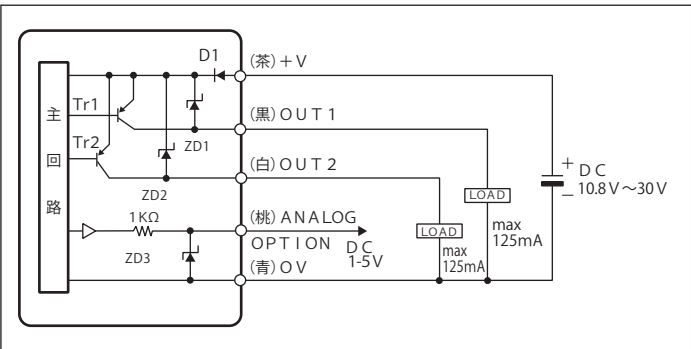 D1
(茶)+V
Tr1
主
回
路
(黒)OUT1
ZD1
Tr2
(白)OUT2
ZD2
+
DC
−
10.8V～30V
LOAD
max
125mA
LOAD
max
125mA
1KΩ
(桃)ANALOG
OPTION
DC
1-5V
ZD3
(青)0V